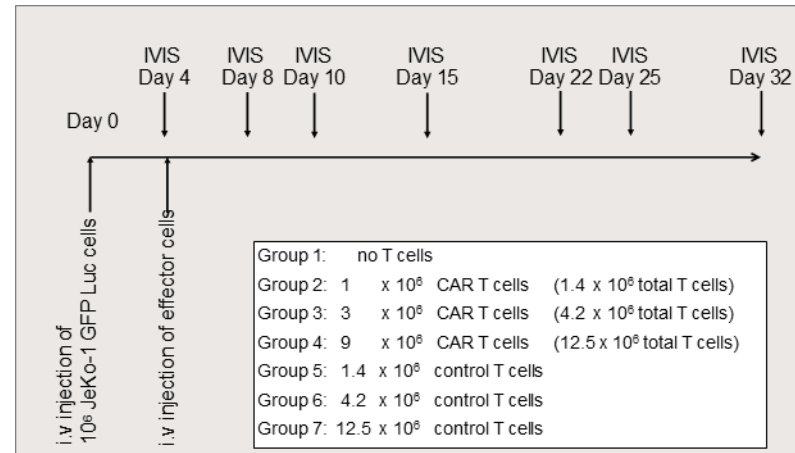 IVIS IVIS IVIS IVIS IVIS IVIS IVIS
Day 4 Day 8 Day 10 Day 15 Day 22 Day 25 Day 32
Day 0
i.v injection of
10⁶ JeKo-1 GFP Luc cells
i.v injection of effector cells
Group 1: no T cells
Group 2: 1 x 10⁶ CAR T cells (1.4 x 10⁶ total T cells)
Group 3: 3 x 10⁶ CAR T cells (4.2 x 10⁶ total T cells)
Group 4: 9 x 10⁶ CAR T cells (12.5 x 10⁶ total T cells)
Group 5: 1.4 x 10⁶ control T cells
Group 6: 4.2 x 10⁶ control T cells
Group 7: 12.5 x 10⁶ control T cells